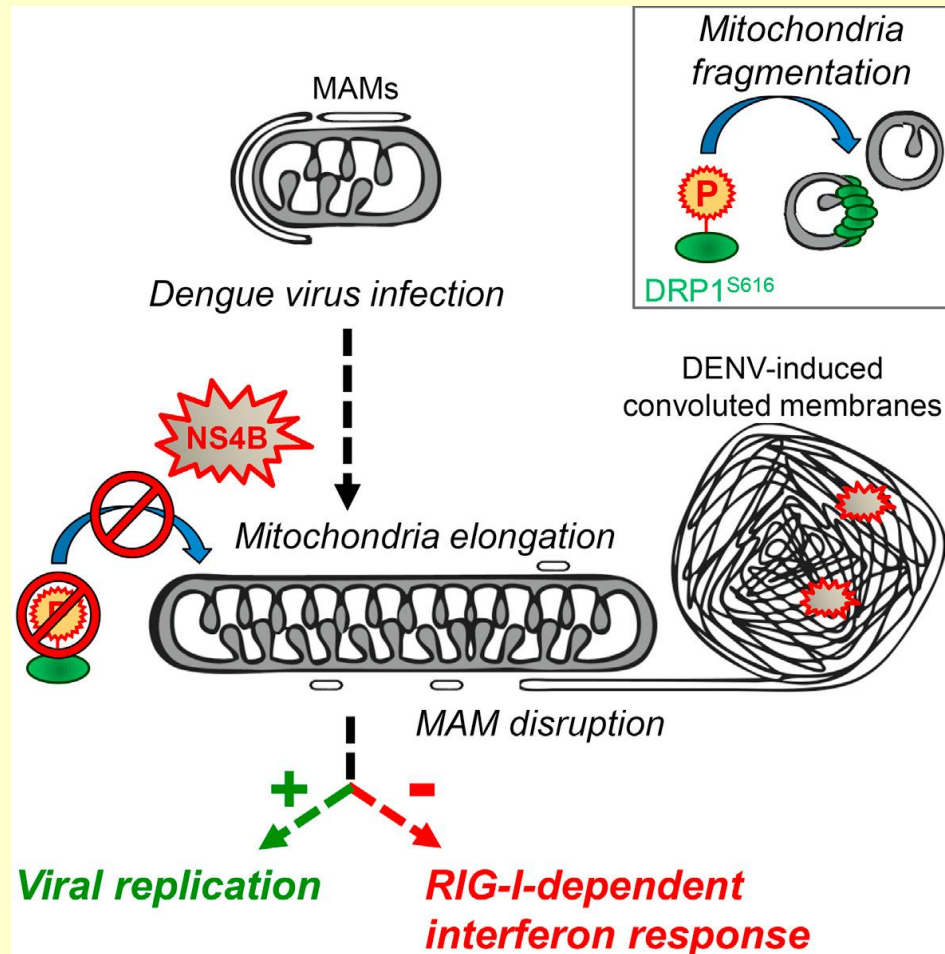 MAMs
Mitochondria
fragmentation
P
DRP1S616
Dengue virus infection
DENV-induced
convoluted membranes
NS4B
Mitochondria elongation
P
MAM disruption
+
-
Viral replication
RIG-I-dependent
interferon response